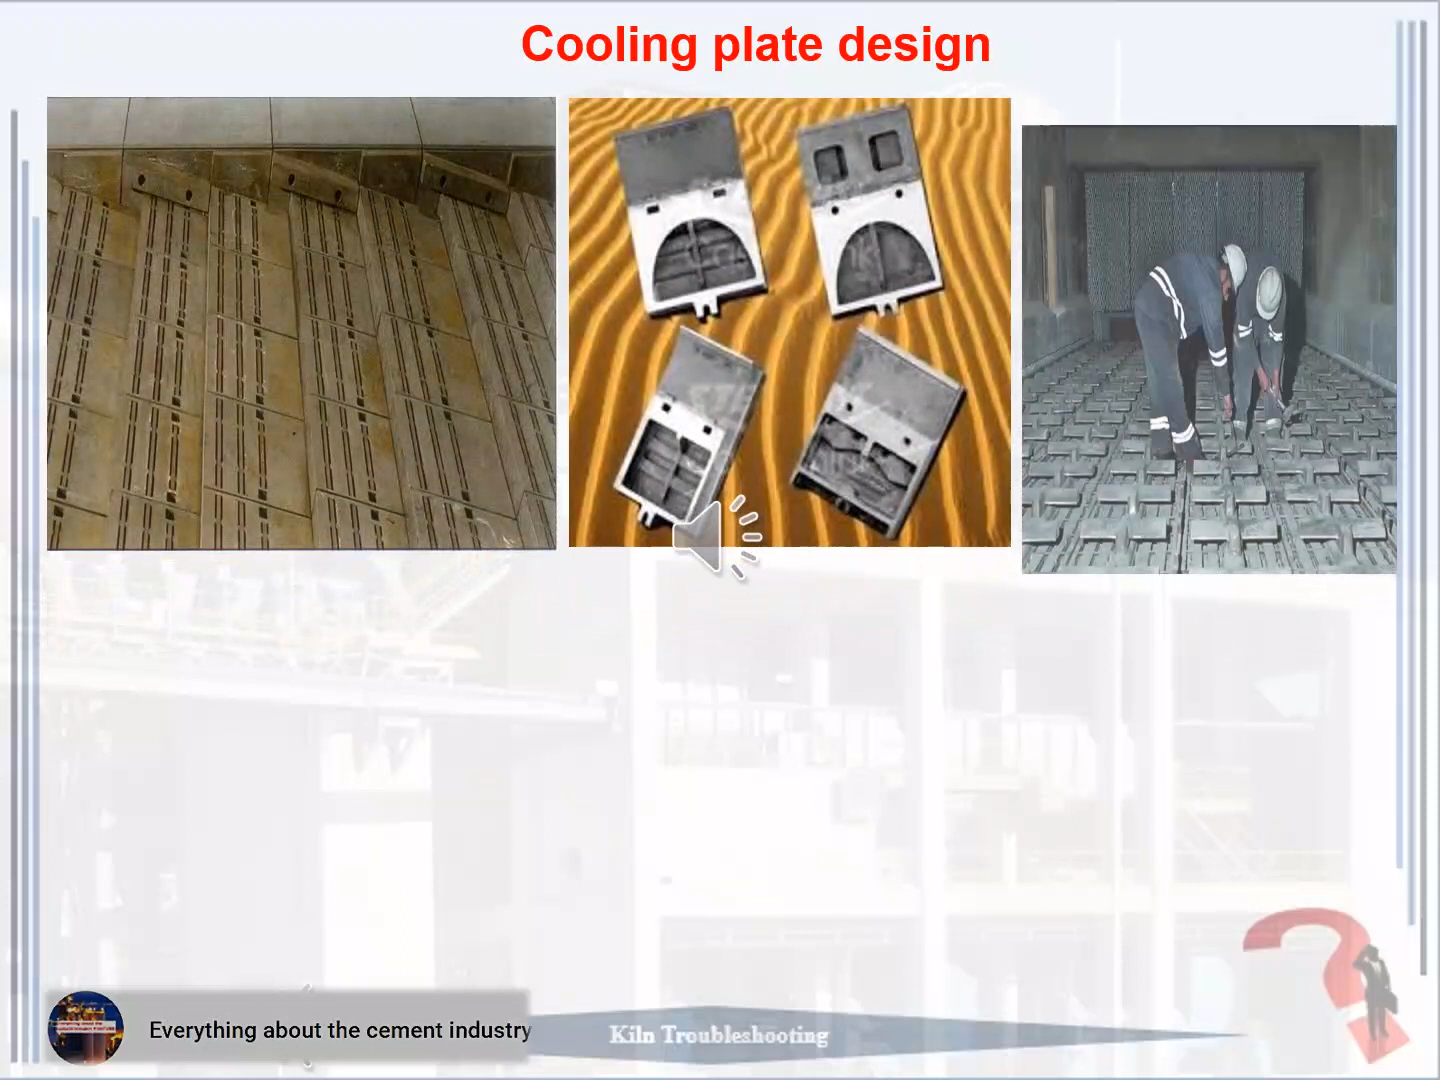 Cooling plate design
Everything about the cement industry
Kiln Troubleshooting